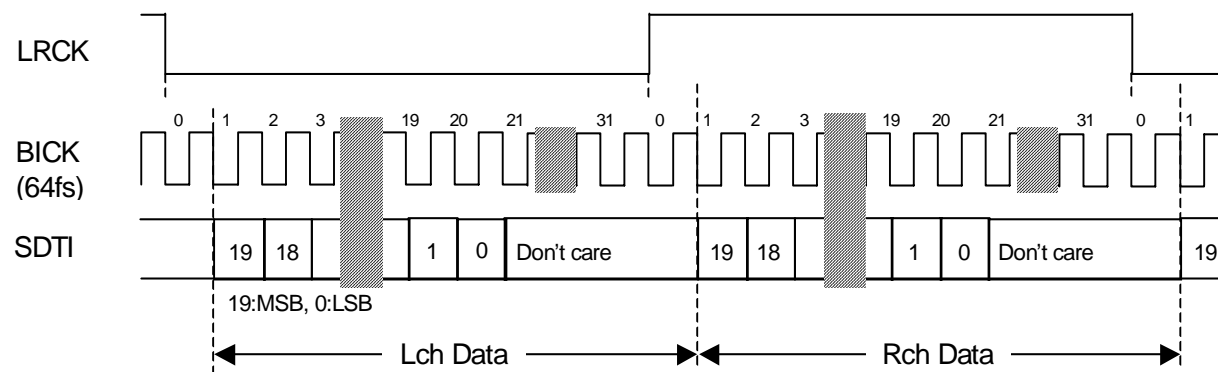 LRCK
0 1 2 3 19 20 21 31 0 1 2 3 19 20 21 31 0 1
BICK
(64fs)
SDTI
19 18 1 0 Don't care 19 18 1 0 Don't care 19
19:MSB, 0:LSB
Lch Data Rch Data